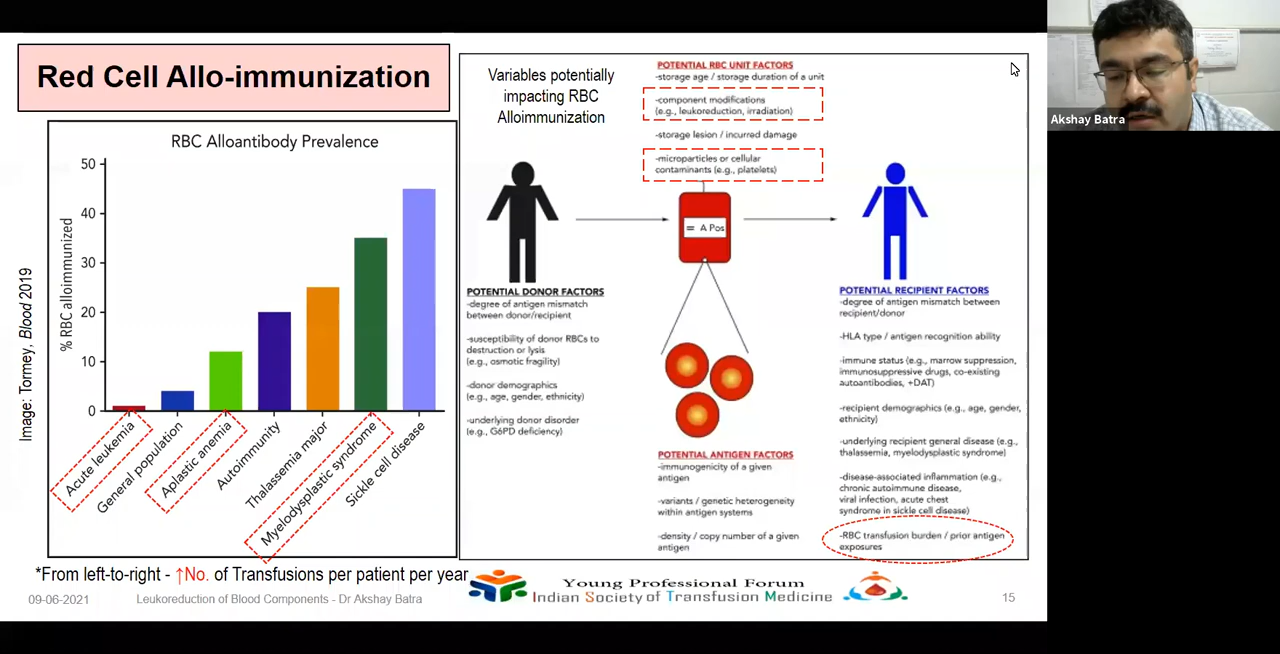 Red Cell Allo-immunization
RBC Alloantibody Prevalence
50
40
30
20
10
0
% RBC alloimmunized
Acute leukemia
General population
Aplastic anemia
Autoimmunity
Thalassemia major
Myelodysplastic syndrome
Sickle cell disease
Image: Tormey, Blood 2019
*From left-to-right - ↑No. of Transfusions per patient per year
Variables potentially
impacting RBC
Alloimmunization
POTENTIAL RBC UNIT FACTORS
-storage age / storage duration of a unit
-component modifications
(e.g., leukoreduction, irradiation)
-storage lesion / incurred damage
-microparticles or cellular
contaminants (e.g., platelets)
= A Pos
POTENTIAL DONOR FACTORS
-degree of antigen mismatch
between donor/recipient
-susceptibility of donor RBCs to
destruction or lysis
(e.g., osmotic fragility)
-donor demographics
(e.g., age, gender, ethnicity)
-underlying donor disorder
(e.g., G6PD deficiency)
POTENTIAL ANTIGEN FACTORS
-immunogenicity of a given
antigen
-variants / genetic heterogeneity
within antigen systems
-density / copy number of a given
antigen
POTENTIAL RECIPIENT FACTORS
-degree of antigen mismatch between
recipient/donor
-HLA type / antigen recognition ability
-immune status (e.g., marrow suppression,
immunosuppressive drugs, co-existing
autoantibodies, +DAT)
-recipient demographics (e.g., age, gender,
ethnicity)
-underlying recipient general disease (e.g.,
thalassemia, myelodysplastic syndrome)
-disease-associated inflammation (e.g.,
chronic autoimmune disease,
viral infection, acute chest
syndrome in sickle cell disease)
-RBC transfusion burden / prior antigen
exposures
09-06-2021
Leukoreduction of Blood Components - Dr Akshay Batra
Young Professional Forum
Indian Society of Transfusion Medicine
15
Akshay Batra